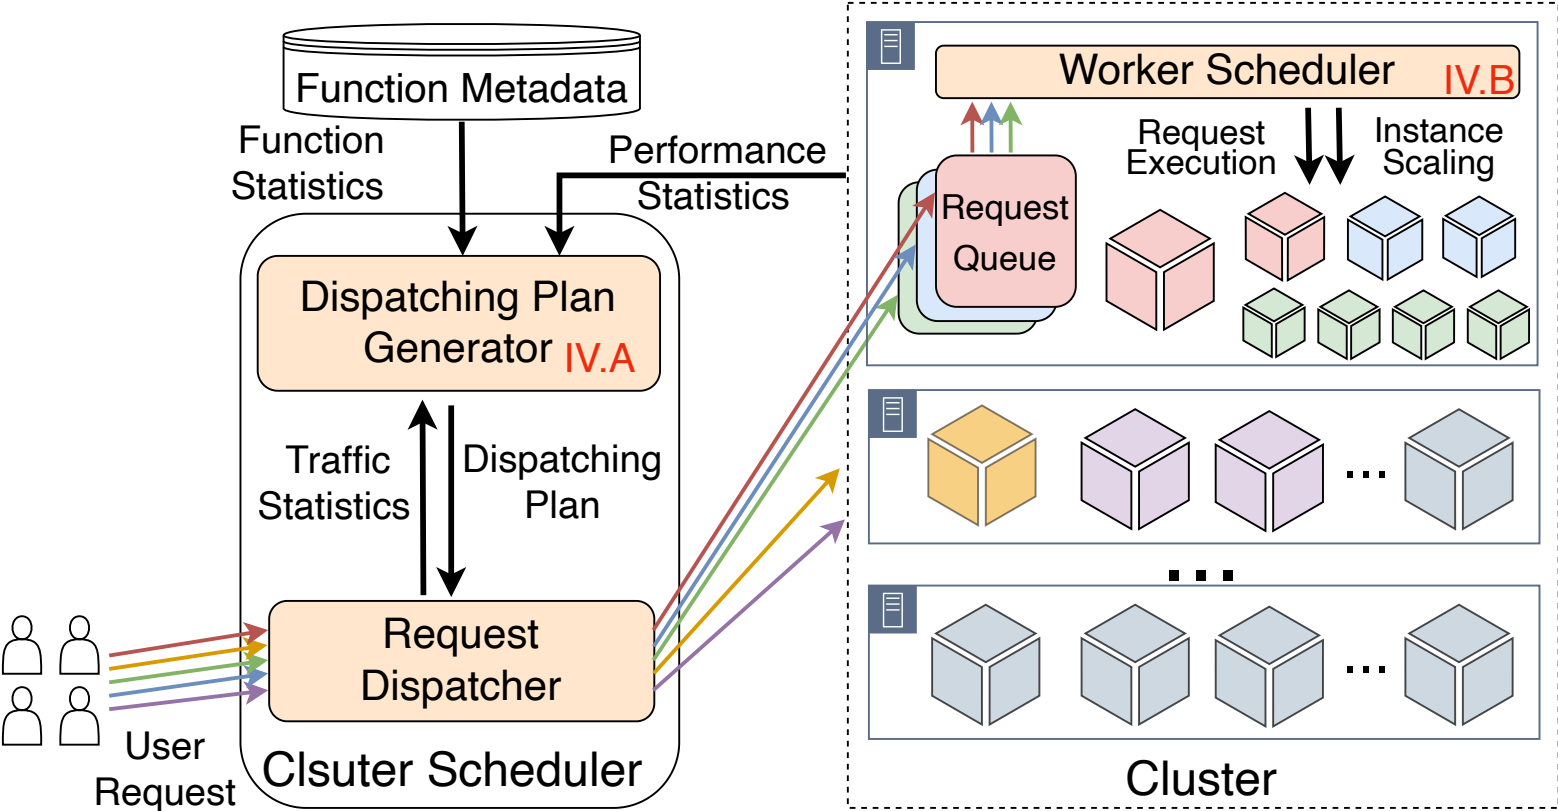 Function Metadata
Function
Statistics
Performance
Statistics
Dispatching Plan
Generator IV.A
Traffic
Statistics
Dispatching
Plan
Request
Dispatcher
User
Request
Clsuter Scheduler
Worker Scheduler IV.B
Request
Execution
Instance
Scaling
Request
Queue
...
...
...
Cluster